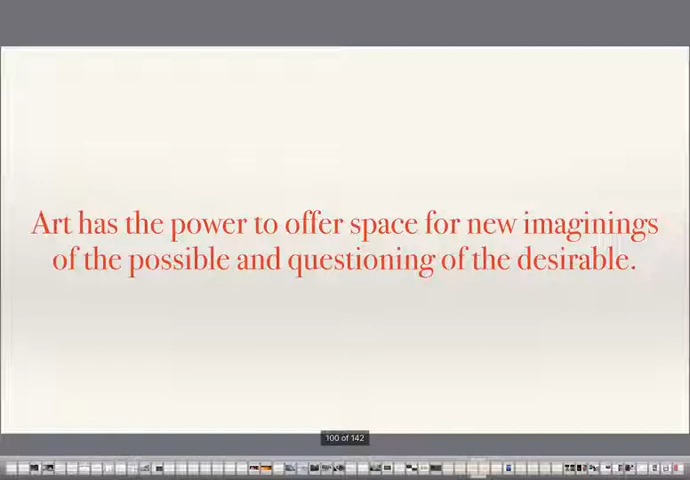 Art has the power to offer space for new imaginings
of the possible and questioning of the desirable.
100 of 142